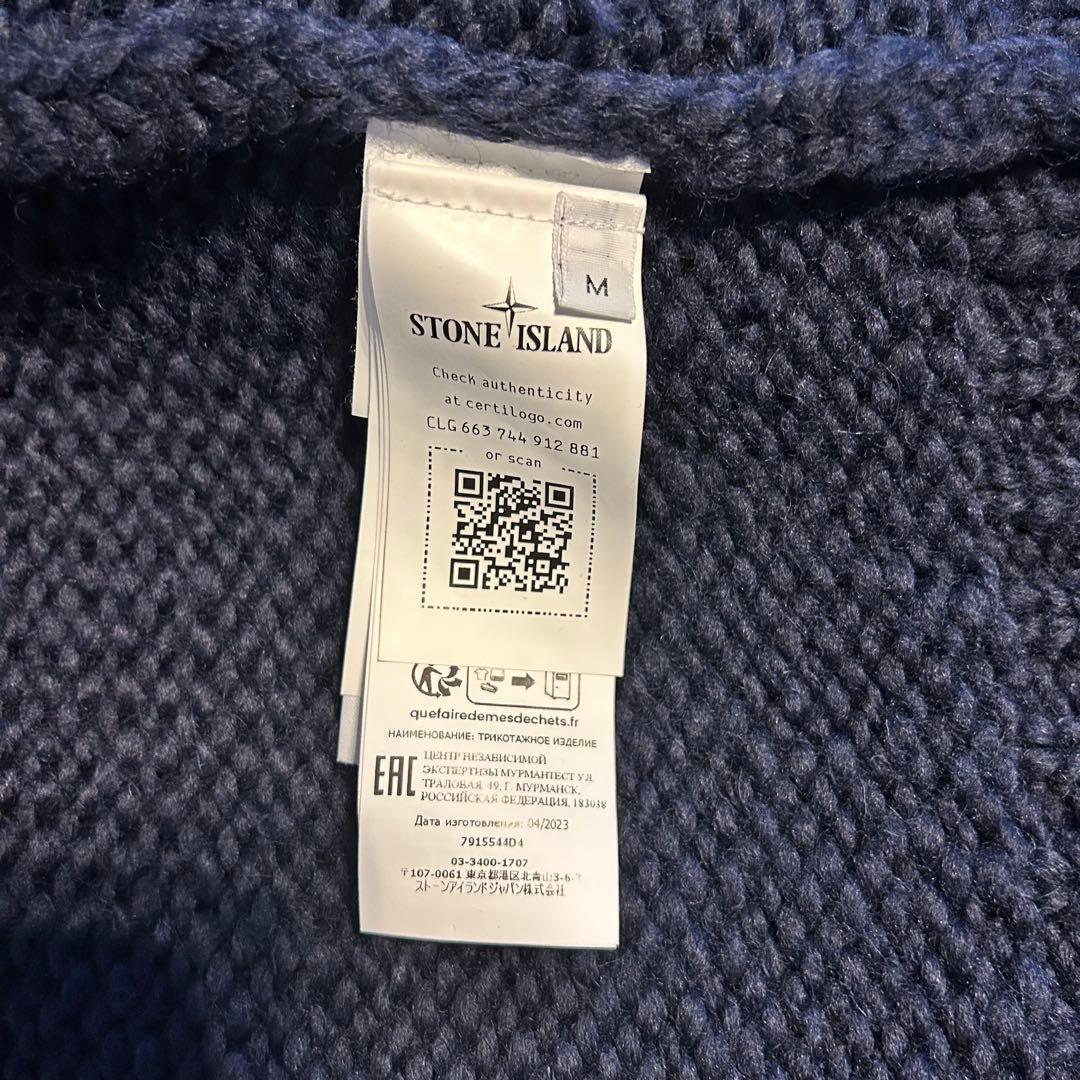 M
STONE ISLAND
Check authenticity
at certilogo.com
CLG 663 744 912 881
or scan
quefairedemesdechets.fr
НАИМЕНОВАНИЕ: ТРИКОТАЖНОЕ ИЗДЕЛИЕ
EAC
ЦЕНТР НЕЗАВИСИМОЙ
ЭКСПЕРТИЗЫ МУРМАНТЕСТ УЛ.
ТРАЛОВАЯ, 49, Г. МУРМАНСК,
РОССИЙСКАЯ ФЕДЕРАЦИЯ, 183038
Дата изготовления: 04/2023
7915544D4
03-3400-1707
〒107-0061 東京都港区北青山3-6-
ストーンアイランドジャパン株式会社